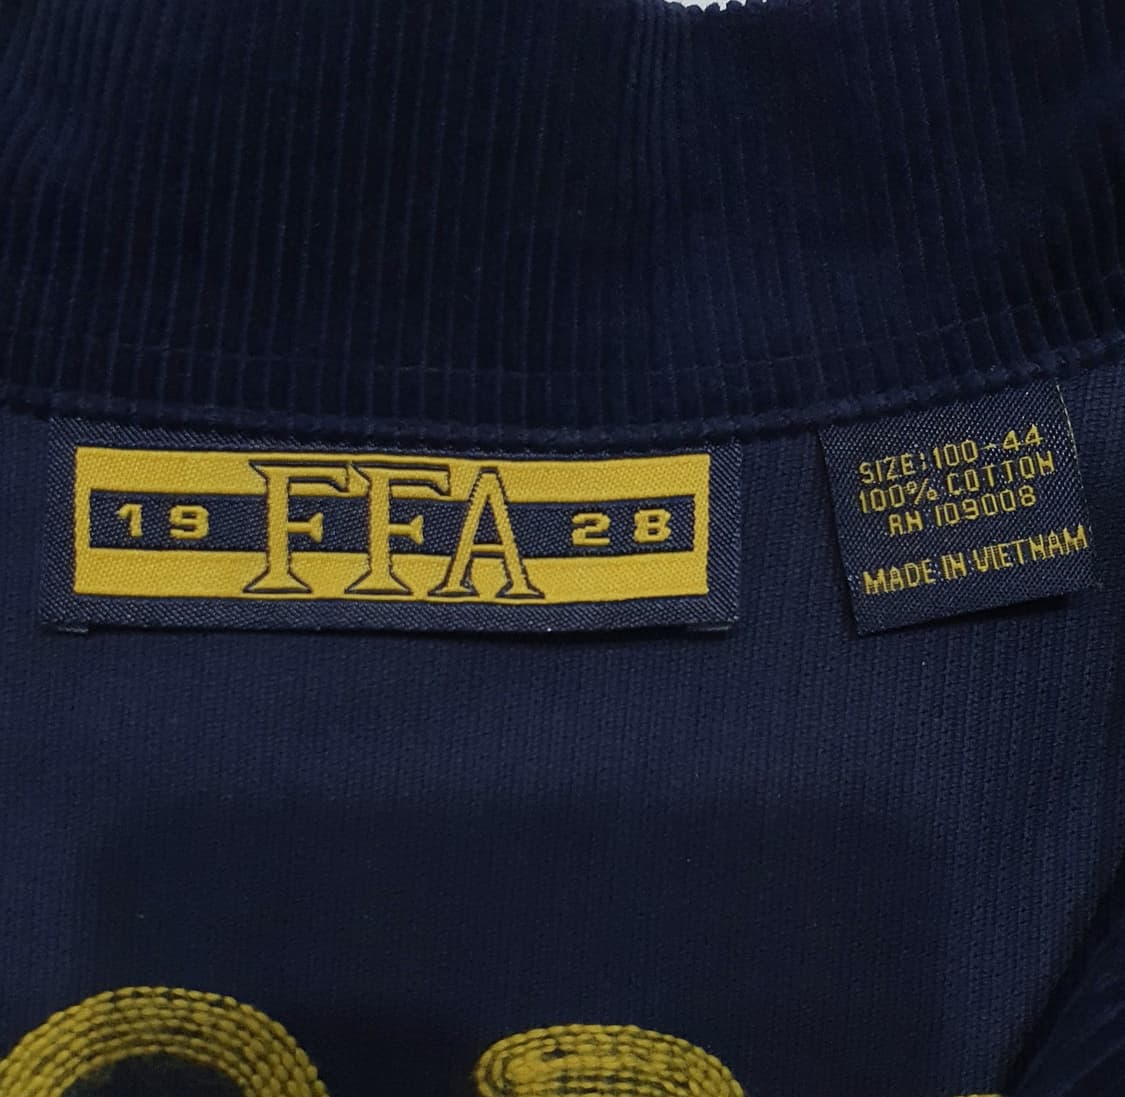 19 FFA 28
SIZE:100-44
100% COTTON
RN 109008
MADE IN VIETNAM